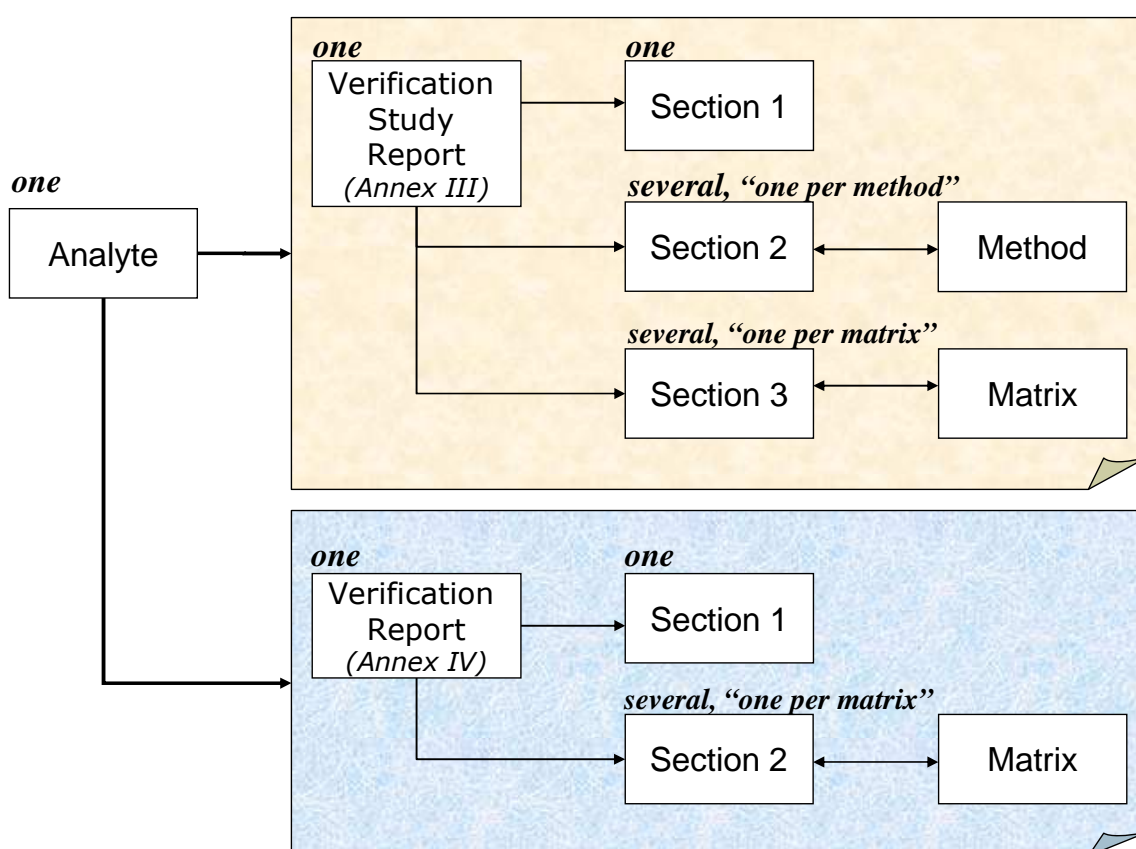 one
Analyte
one
Verification
Study
Report
(Annex III)
one
Section 1
several, “one per method”
Section 2
Method
several, “one per matrix”
Section 3
Matrix
one
Verification
Report
(Annex IV)
one
Section 1
several, “one per matrix”
Section 2
Matrix